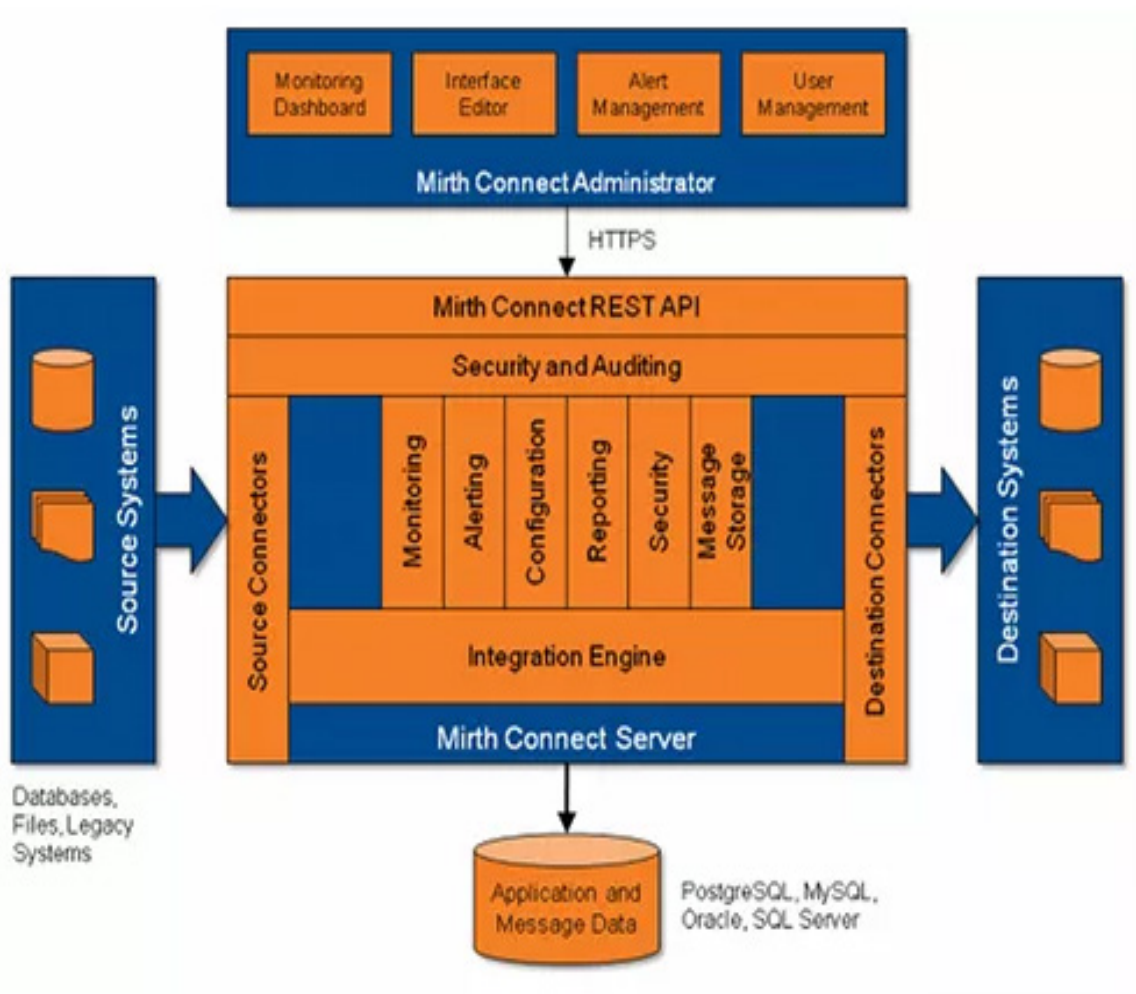 Monitoring
Dashboard
Interface
Editor
Alert
Management
User
Management
Mirth Connect Administrator
HTTPS
Mirth Connect REST API
Security and Auditing
Source Systems
Source Connectors
Monitoring
Alerting
Configuration
Reporting
Security
Message
Storage
Destination Connectors
Destination Systems
Integration Engine
Mirth Connect Server
Databases,
Files, Legacy
Systems
Application and
Message Data
PostgreSQL, MySQL,
Oracle, SQL Server